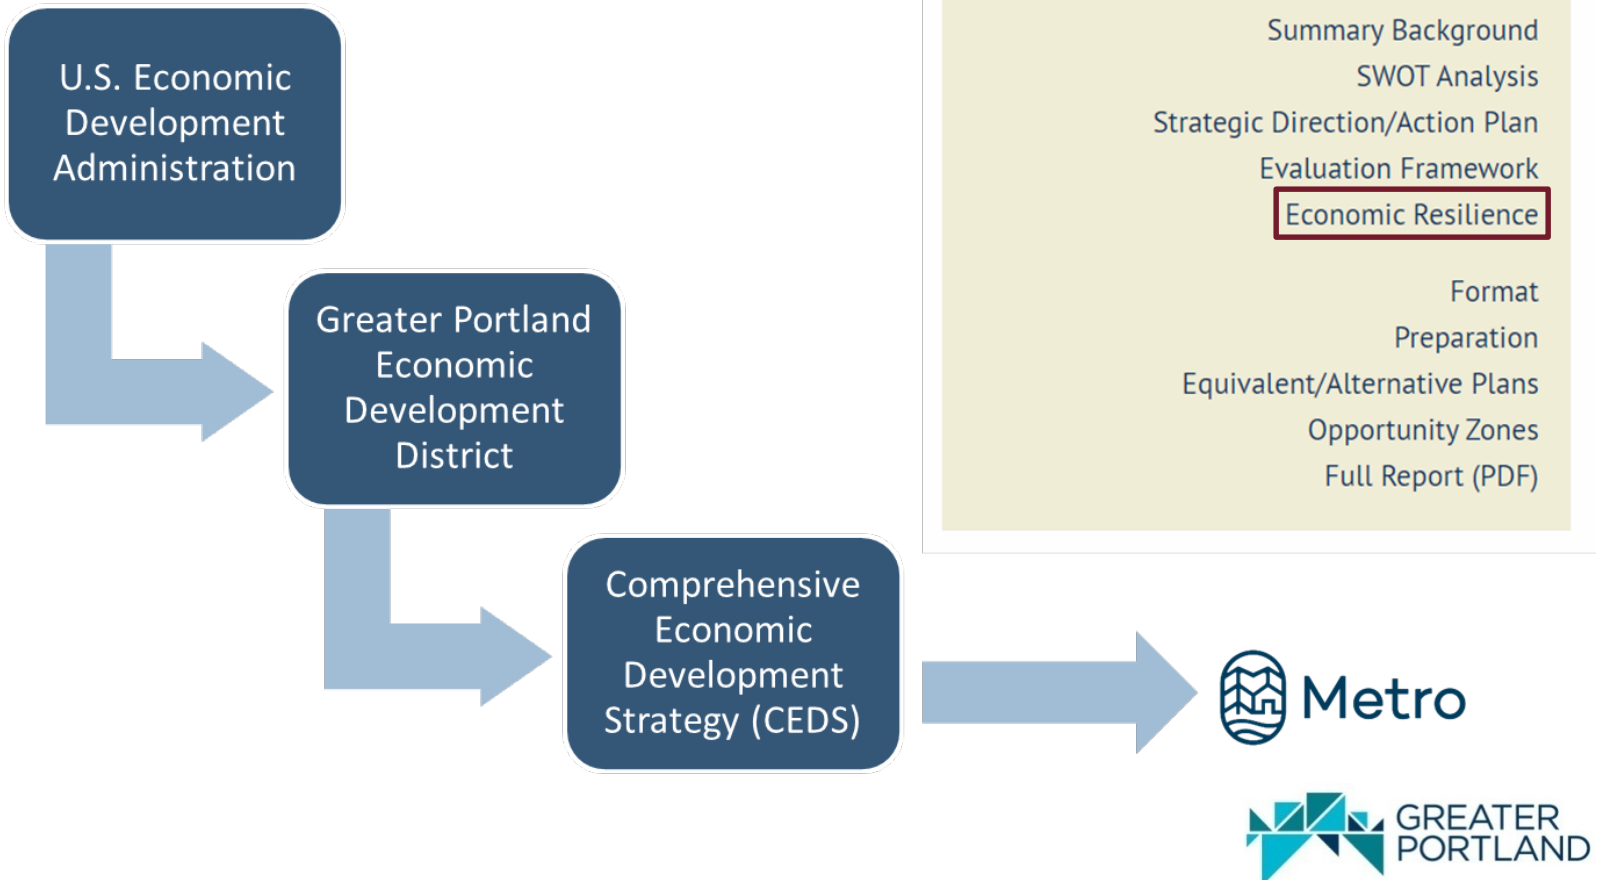 U.S. Economic
Development
Administration
Greater Portland
Economic
Development
District
Comprehensive
Economic
Development
Strategy (CEDS)
Summary Background
SWOT Analysis
Strategic Direction/Action Plan
Evaluation Framework
Economic Resilience
Format
Preparation
Equivalent/Alternative Plans
Opportunity Zones
Full Report (PDF)
Metro
GREATER
PORTLAND